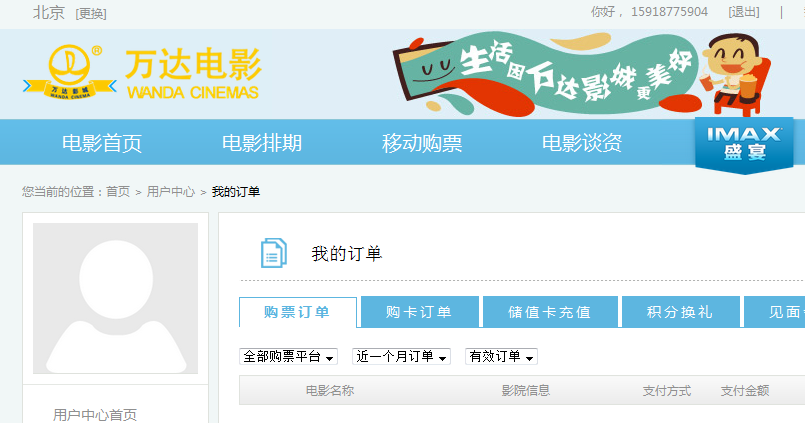 北京 [更换] 你好， 15918775904 [退出]
万达电影
WANDA CINEMAS
万达影城
WANDA CINEMA
生活因万达影城更美好
电影首页 电影排期 移动购票 电影谈资
IMAX
盛宴
您当前的位置：首页 > 用户中心 > 我的订单
我的订单
购票订单 购卡订单 储值卡充值 积分换礼 见面
全部购票平台 近一个月订单 有效订单
电影名称 影院信息 支付方式 支付金额
用户中心首页